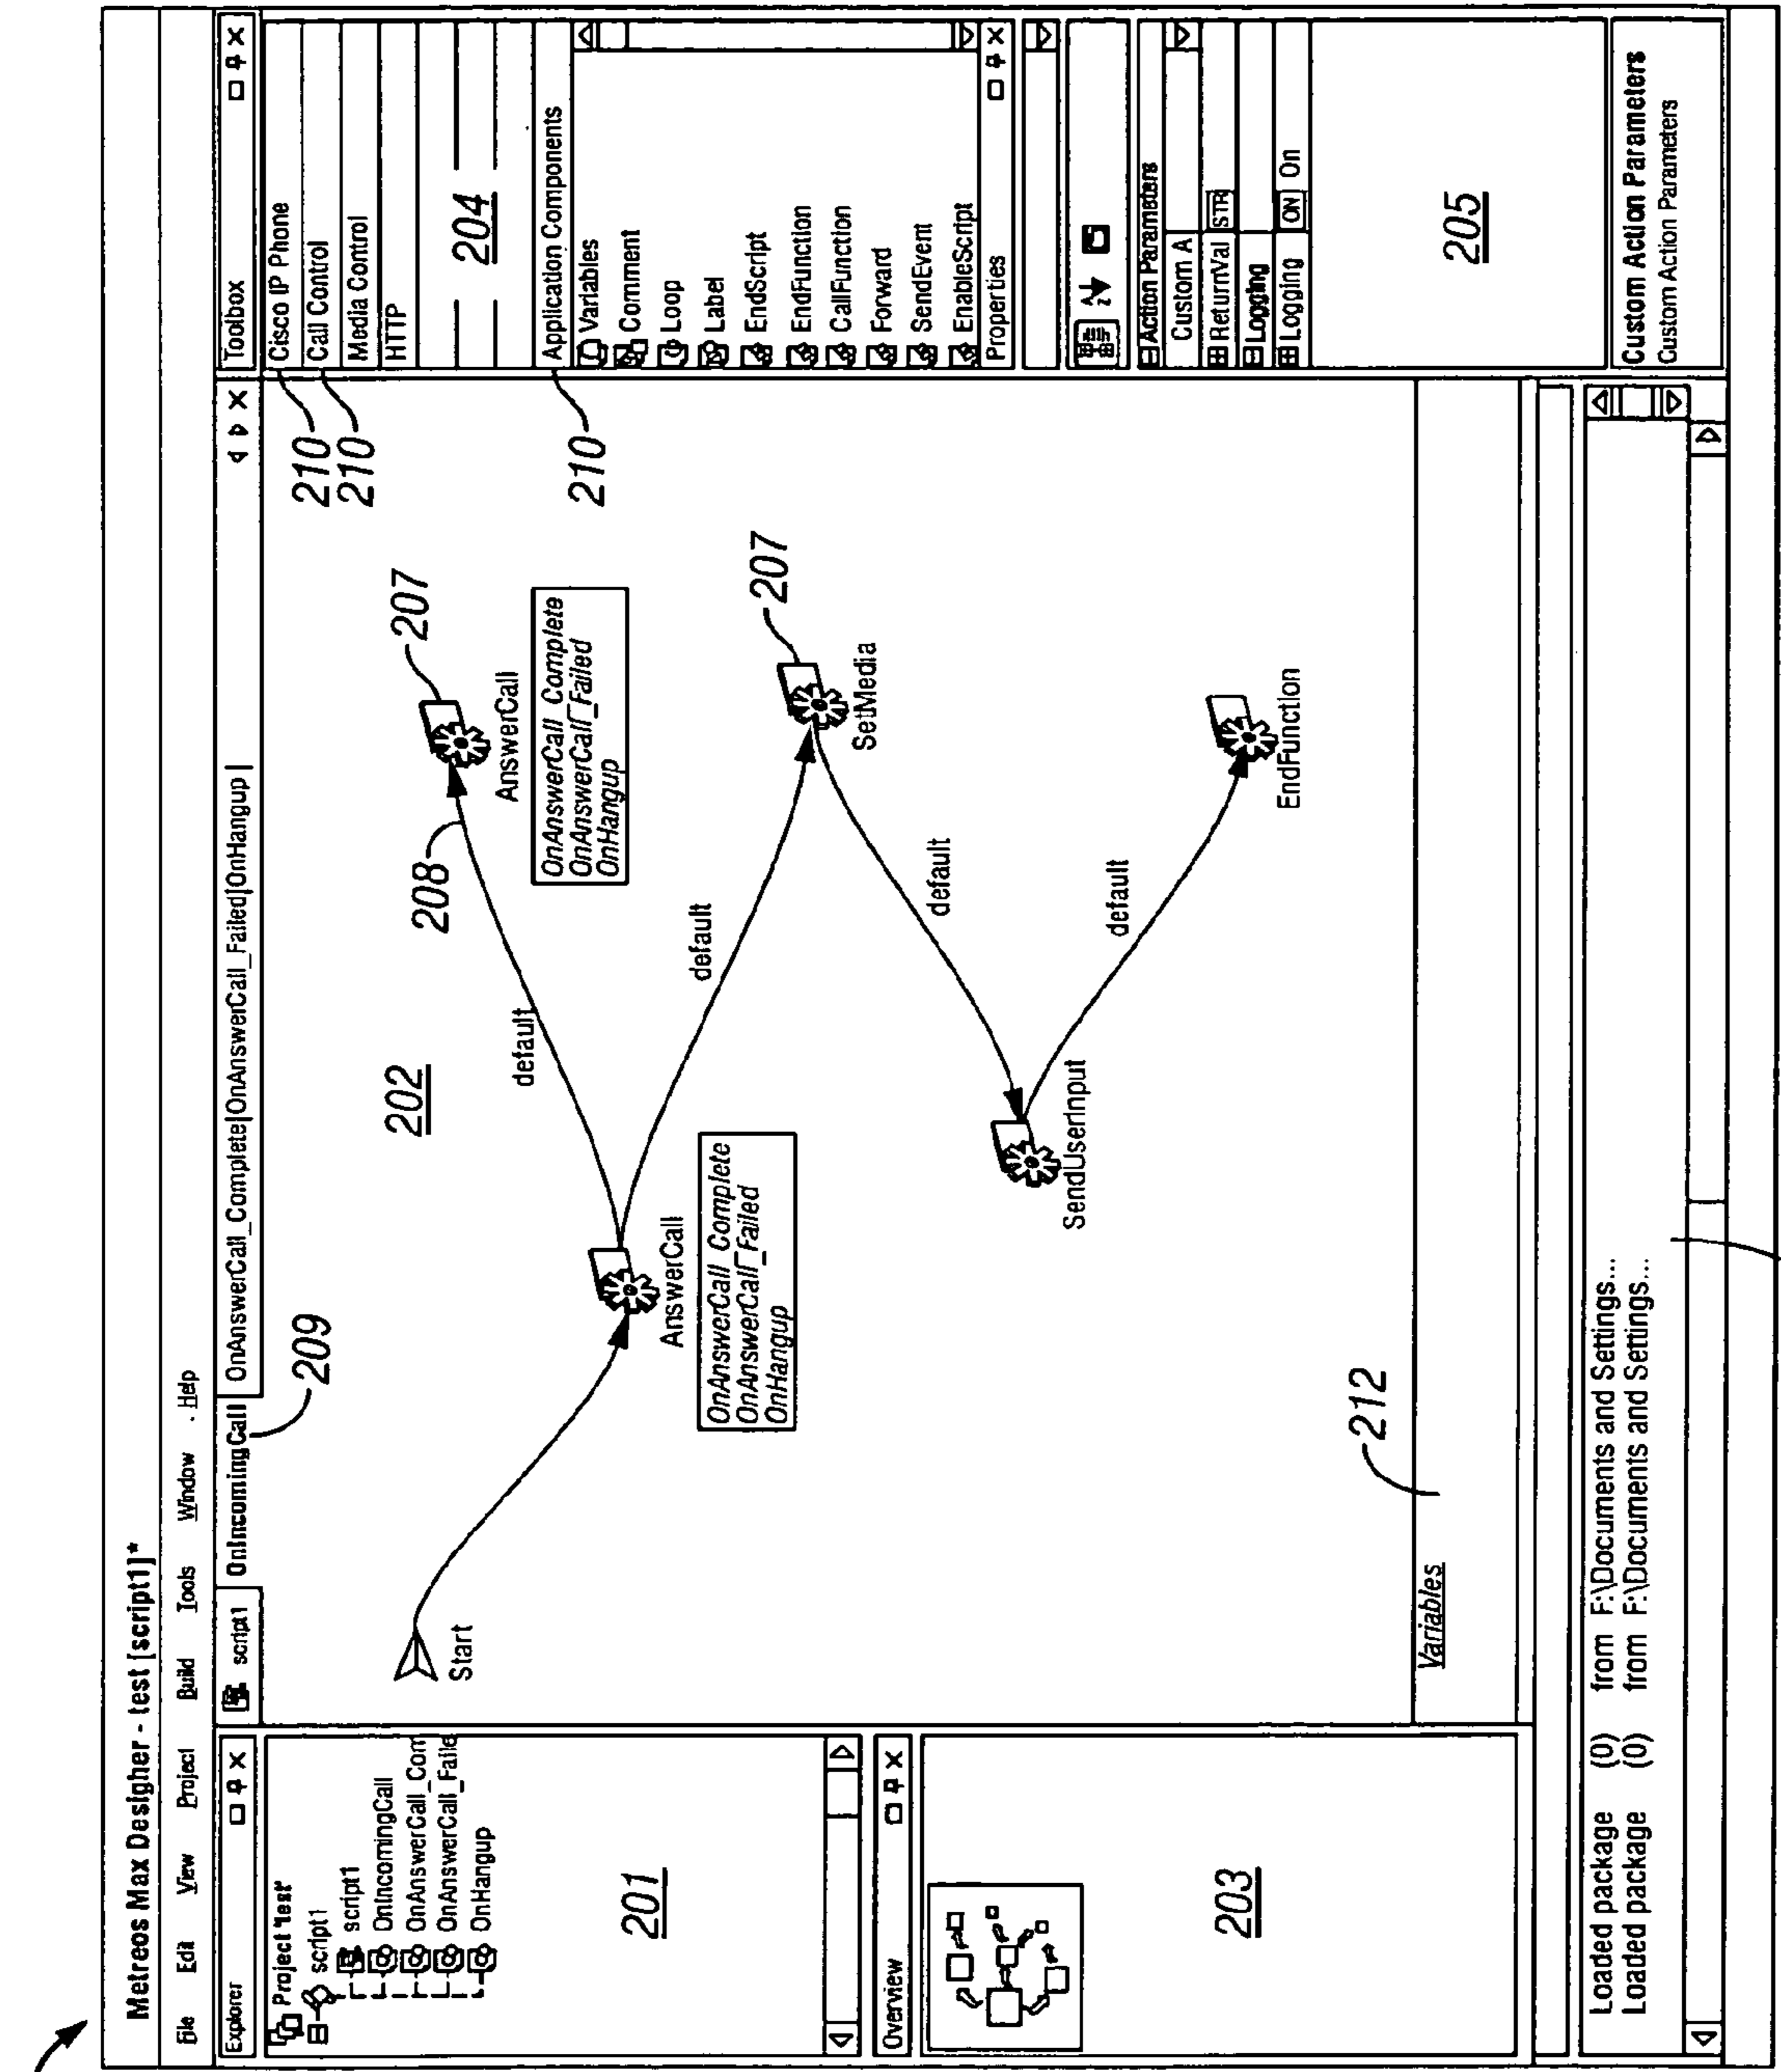 Metreos Max Desigher - test [script1]*
File Edit View Project Build Tools Window Help
Explorer
Project 'test'
script1
script1
OnIncomingCall
OnAnswerCall_Com
OnAnswerCall_Faile
OnHangup
201
Overview
203
script1 OnIncomingCall OnAnswerCall_Complete|OnAnswerCall_Failed|OnHangup|
209
202
Start
AnswerCall
OnAnswerCall_Complete
OnAnswerCall_Failed
OnHangup
default
208
207
AnswerCall
OnAnswerCall_Complete
OnAnswerCall_Failed
OnHangup
default
207
SetMedia
default
SendUserInput
default
EndFunction
Variables
212
Toolbox
Cisco IP Phone
210
Call Control
210
Media Control
HTTP
204
Application Components
210
Variables
Comment
Loop
Label
EndScript
EndFunction
CallFunction
Forward
SendEvent
EnableScript
Properties
Action Parameters
Custom A
ReturnVal STR
Logging
Logging ON On
205
Custom Action Parameters
Custom Action Parameters
Loaded package (0) from F:\Documents and Settings...
Loaded package (0) from F:\Documents and Settings...